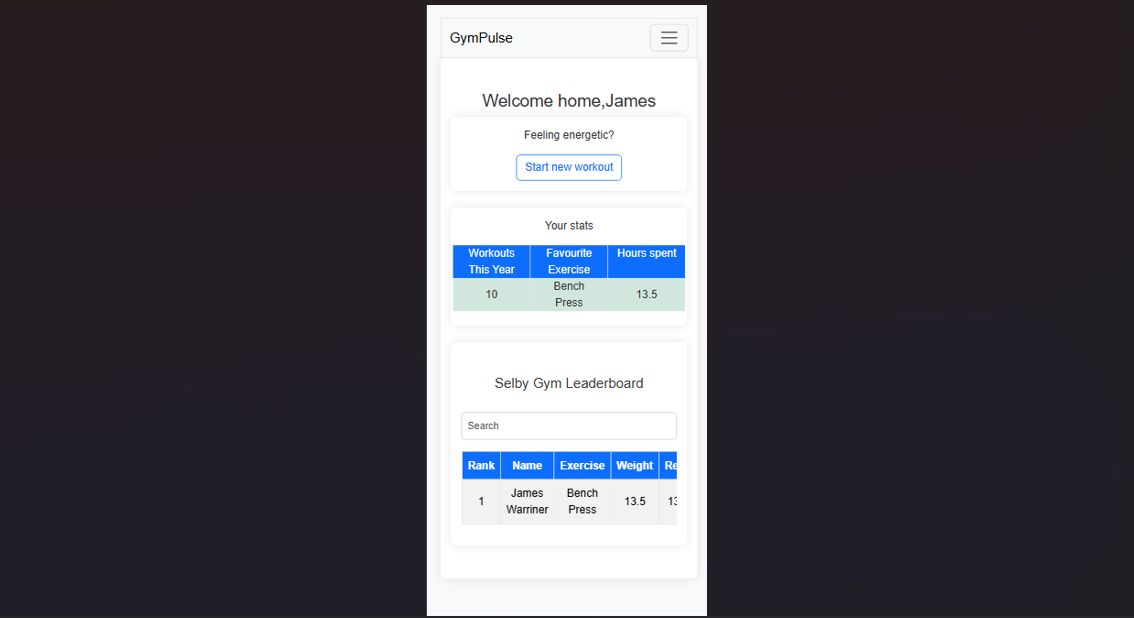 GymPulse
Welcome home,James
Feeling energetic?
Start new workout
Your stats
Workouts This Year Favourite Exercise Hours spent
10 Bench Press 13.5
Selby Gym Leaderboard
Search
Rank Name Exercise Weight Re
1 James Warriner Bench Press 13.5 13